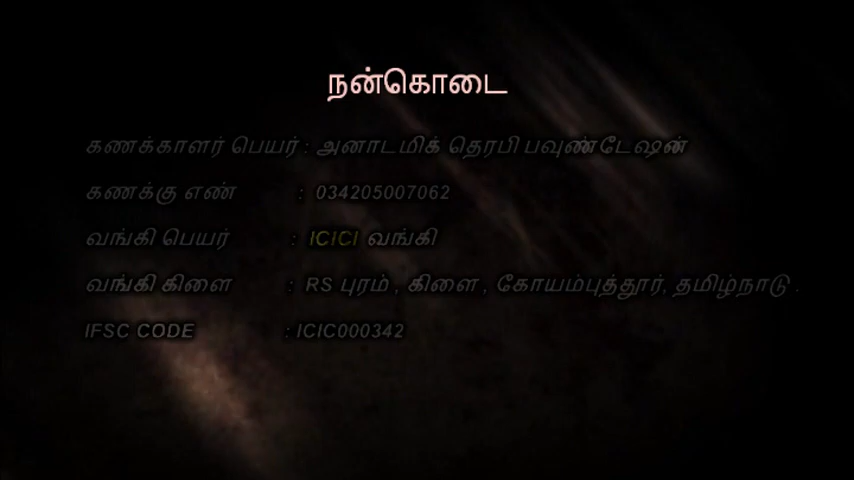 நன்கொடை
கணக்காளர் பெயர் : அனாடமிக் தெரபி பவுண்டேஷன்
கணக்கு எண் : 034205007062
வங்கி பெயர் : ICICI வங்கி
வங்கி கிளை : RS புரம் , கிளை , கோயம்புத்தூர், தமிழ்நாடு .
IFSC CODE : ICIC000342